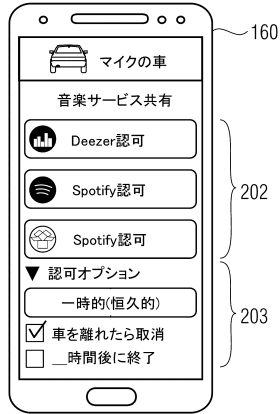 160
マイクの車
音楽サービス共有
Deezer認可
Spotify認可
Spotify認可
202
▼ 認可オプション
一時的(恒久的)
車を離れたら取消
__時間後に終了
203